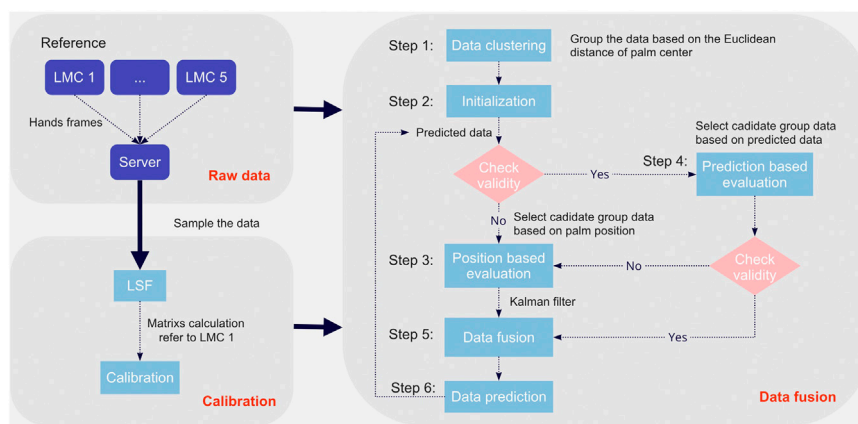 Reference
LMC 1
...
LMC 5
Hands frames
Server
Raw data
Sample the data
LSF
Matrixs calculation
refer to LMC 1
Calibration
Calibration
Step 1:
Data clustering
Group the data based on the Euclidean
distance of palm center
Step 2:
Initialization
Predicted data
Check
validity
Yes
Select cadidate group data
based on predicted data
Step 4:
Prediction based
evaluation
No
Select cadidate group data
based on palm position
Step 3:
Position based
evaluation
No
Check
validity
Kalman filter
Step 5:
Data fusion
Yes
Step 6:
Data prediction
Data fusion